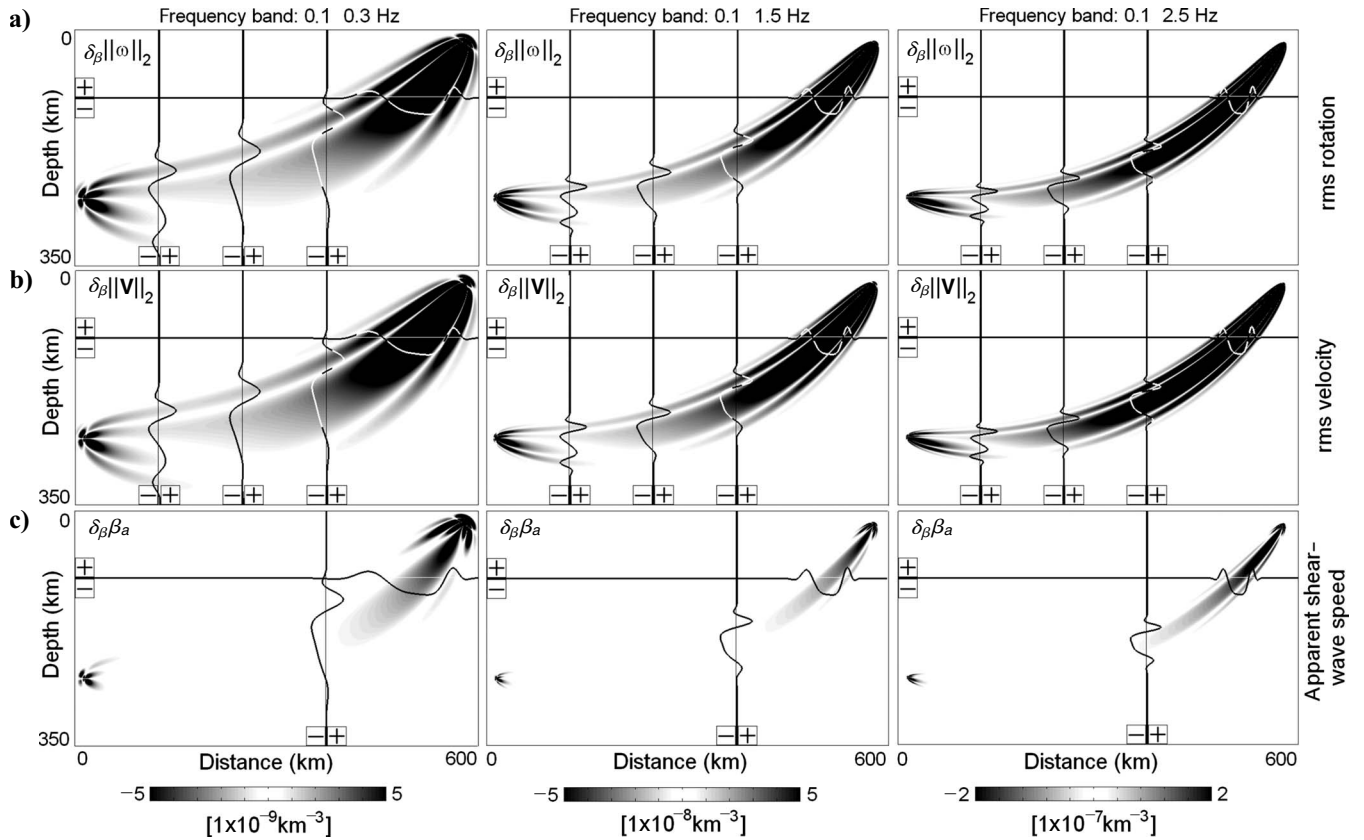 a)
Frequency band: 0.1 0.3 Hz
Frequency band: 0.1 1.5 Hz
Frequency band: 0.1 2.5 Hz
0
Depth (km)
350
δβ||ω||2
+
−
− +
− +
− +
δβ||ω||2
+
−
− +
− +
− +
δβ||ω||2
+
−
− +
− +
− +
rms rotation
b)
0
Depth (km)
350
δβ||V||2
+
−
− +
− +
− +
δβ||V||2
+
−
− +
− +
− +
δβ||V||2
+
−
− +
− +
− +
rms velocity
c)
0
Depth (km)
350
δββa
+
−
− +
δββa
+
−
− +
δββa
+
−
− +
Apparent shear-
wave speed
0 Distance (km) 600
0 Distance (km) 600
0 Distance (km) 600
−5 5
[1x10⁻⁹km⁻³]
−5 5
[1x10⁻⁸km⁻³]
−2 2
[1x10⁻⁷km⁻³]